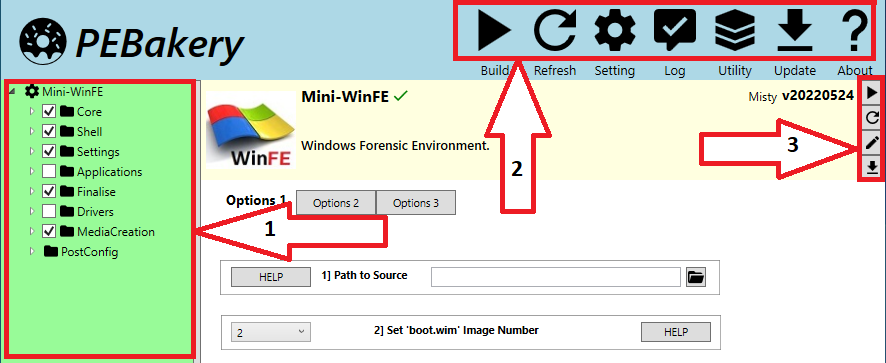 PEBakery
Build Refresh Setting Log Utility Update About
Mini-WinFE
Core
Shell
Settings
Applications
Finalise
Drivers
MediaCreation
PostConfig
1
2
3
WinFE
Mini-WinFE
Misty v20220524
Windows Forensic Environment.
Options 1 Options 2 Options 3
HELP 1] Path to Source
2 2] Set 'boot.wim' Image Number HELP